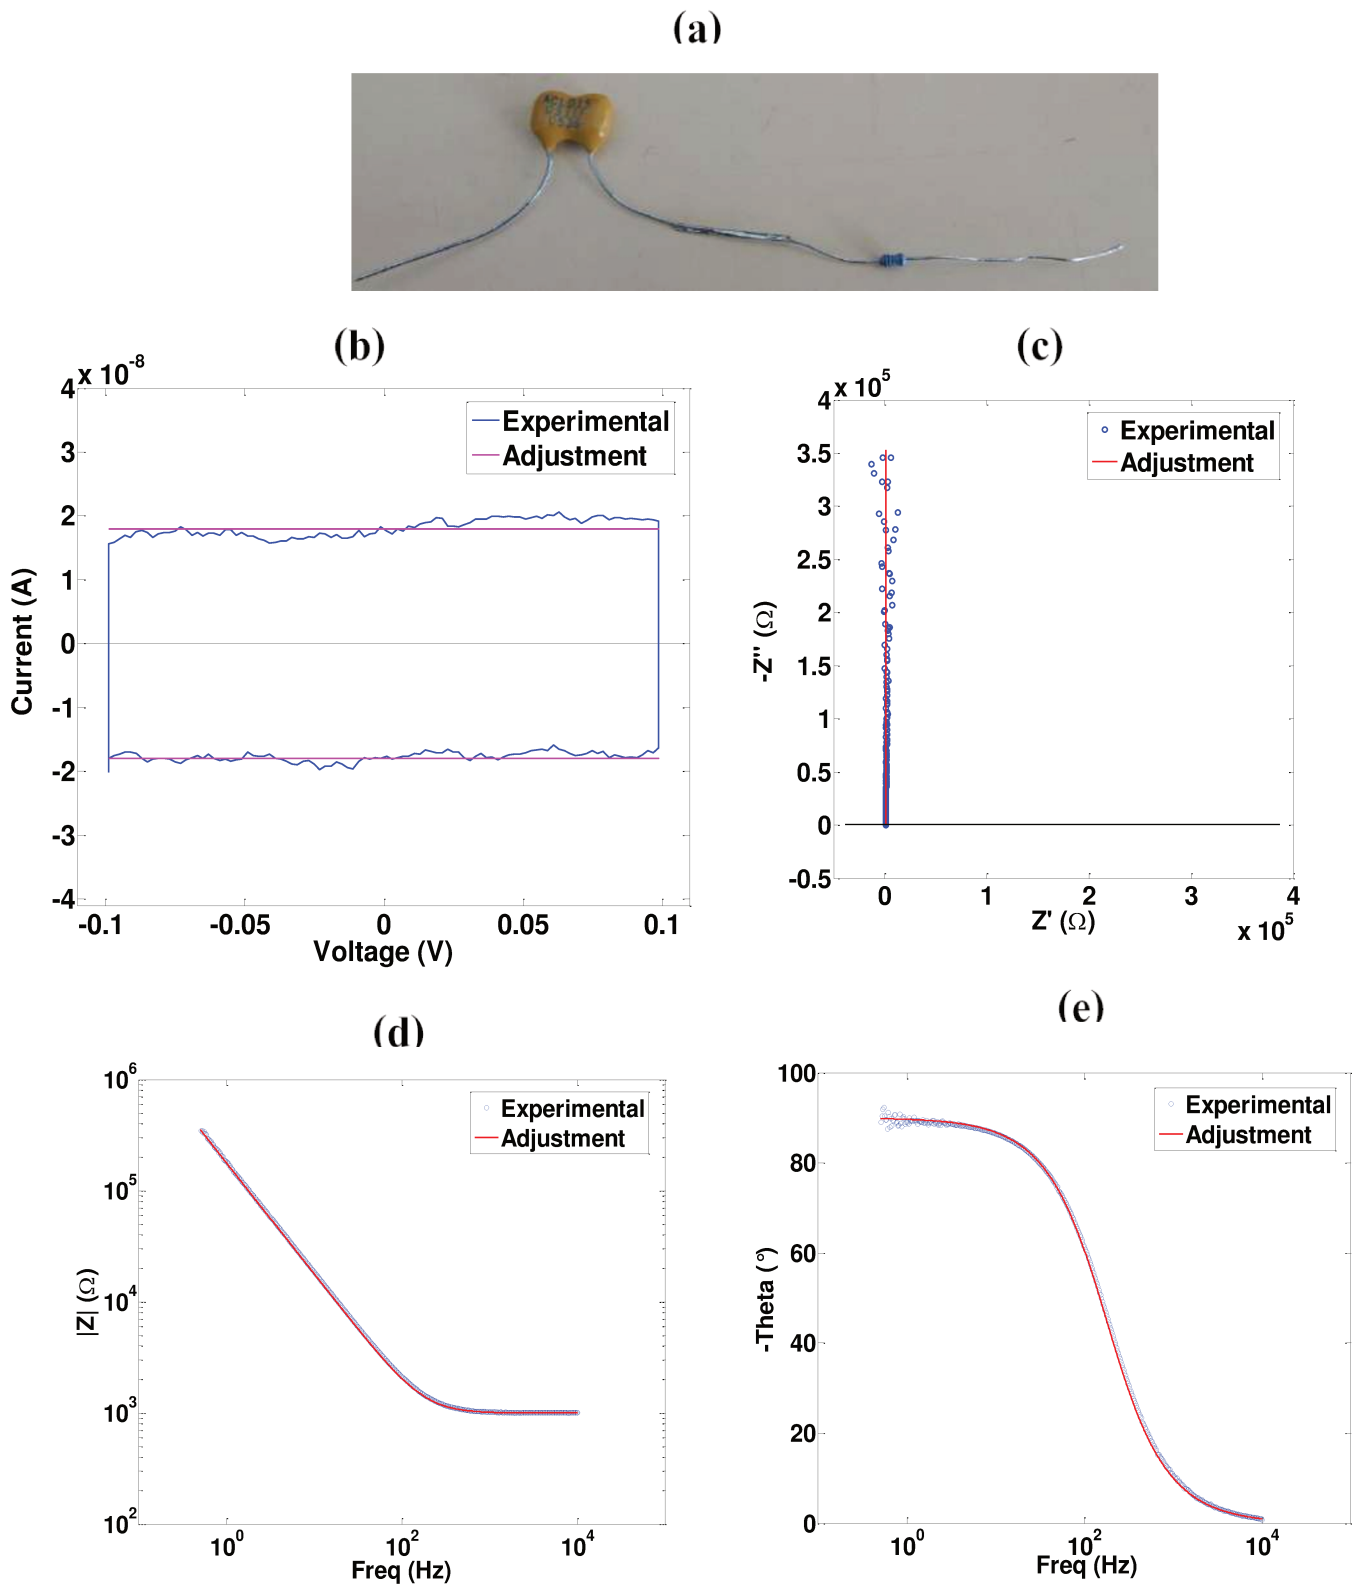 (a)
(b)
4 x 10^-8
Experimental
Adjustment
3
2
1
0
-1
-2
-3
-4
Current (A)
-0.1 -0.05 0 0.05 0.1
Voltage (V)
(c)
4 x 10^5
Experimental
Adjustment
3.5
3
2.5
2
1.5
1
0.5
0
-0.5
-Z'' (Ω)
0 1 2 3 4
Z' (Ω)
x 10^5
(d)
10^6
Experimental
Adjustment
10^5
10^4
10^3
10^2
|Z| (Ω)
10^0 10^2 10^4
Freq (Hz)
(e)
100
Experimental
Adjustment
80
60
40
20
0
-Theta (°)
10^0 10^2 10^4
Freq (Hz)